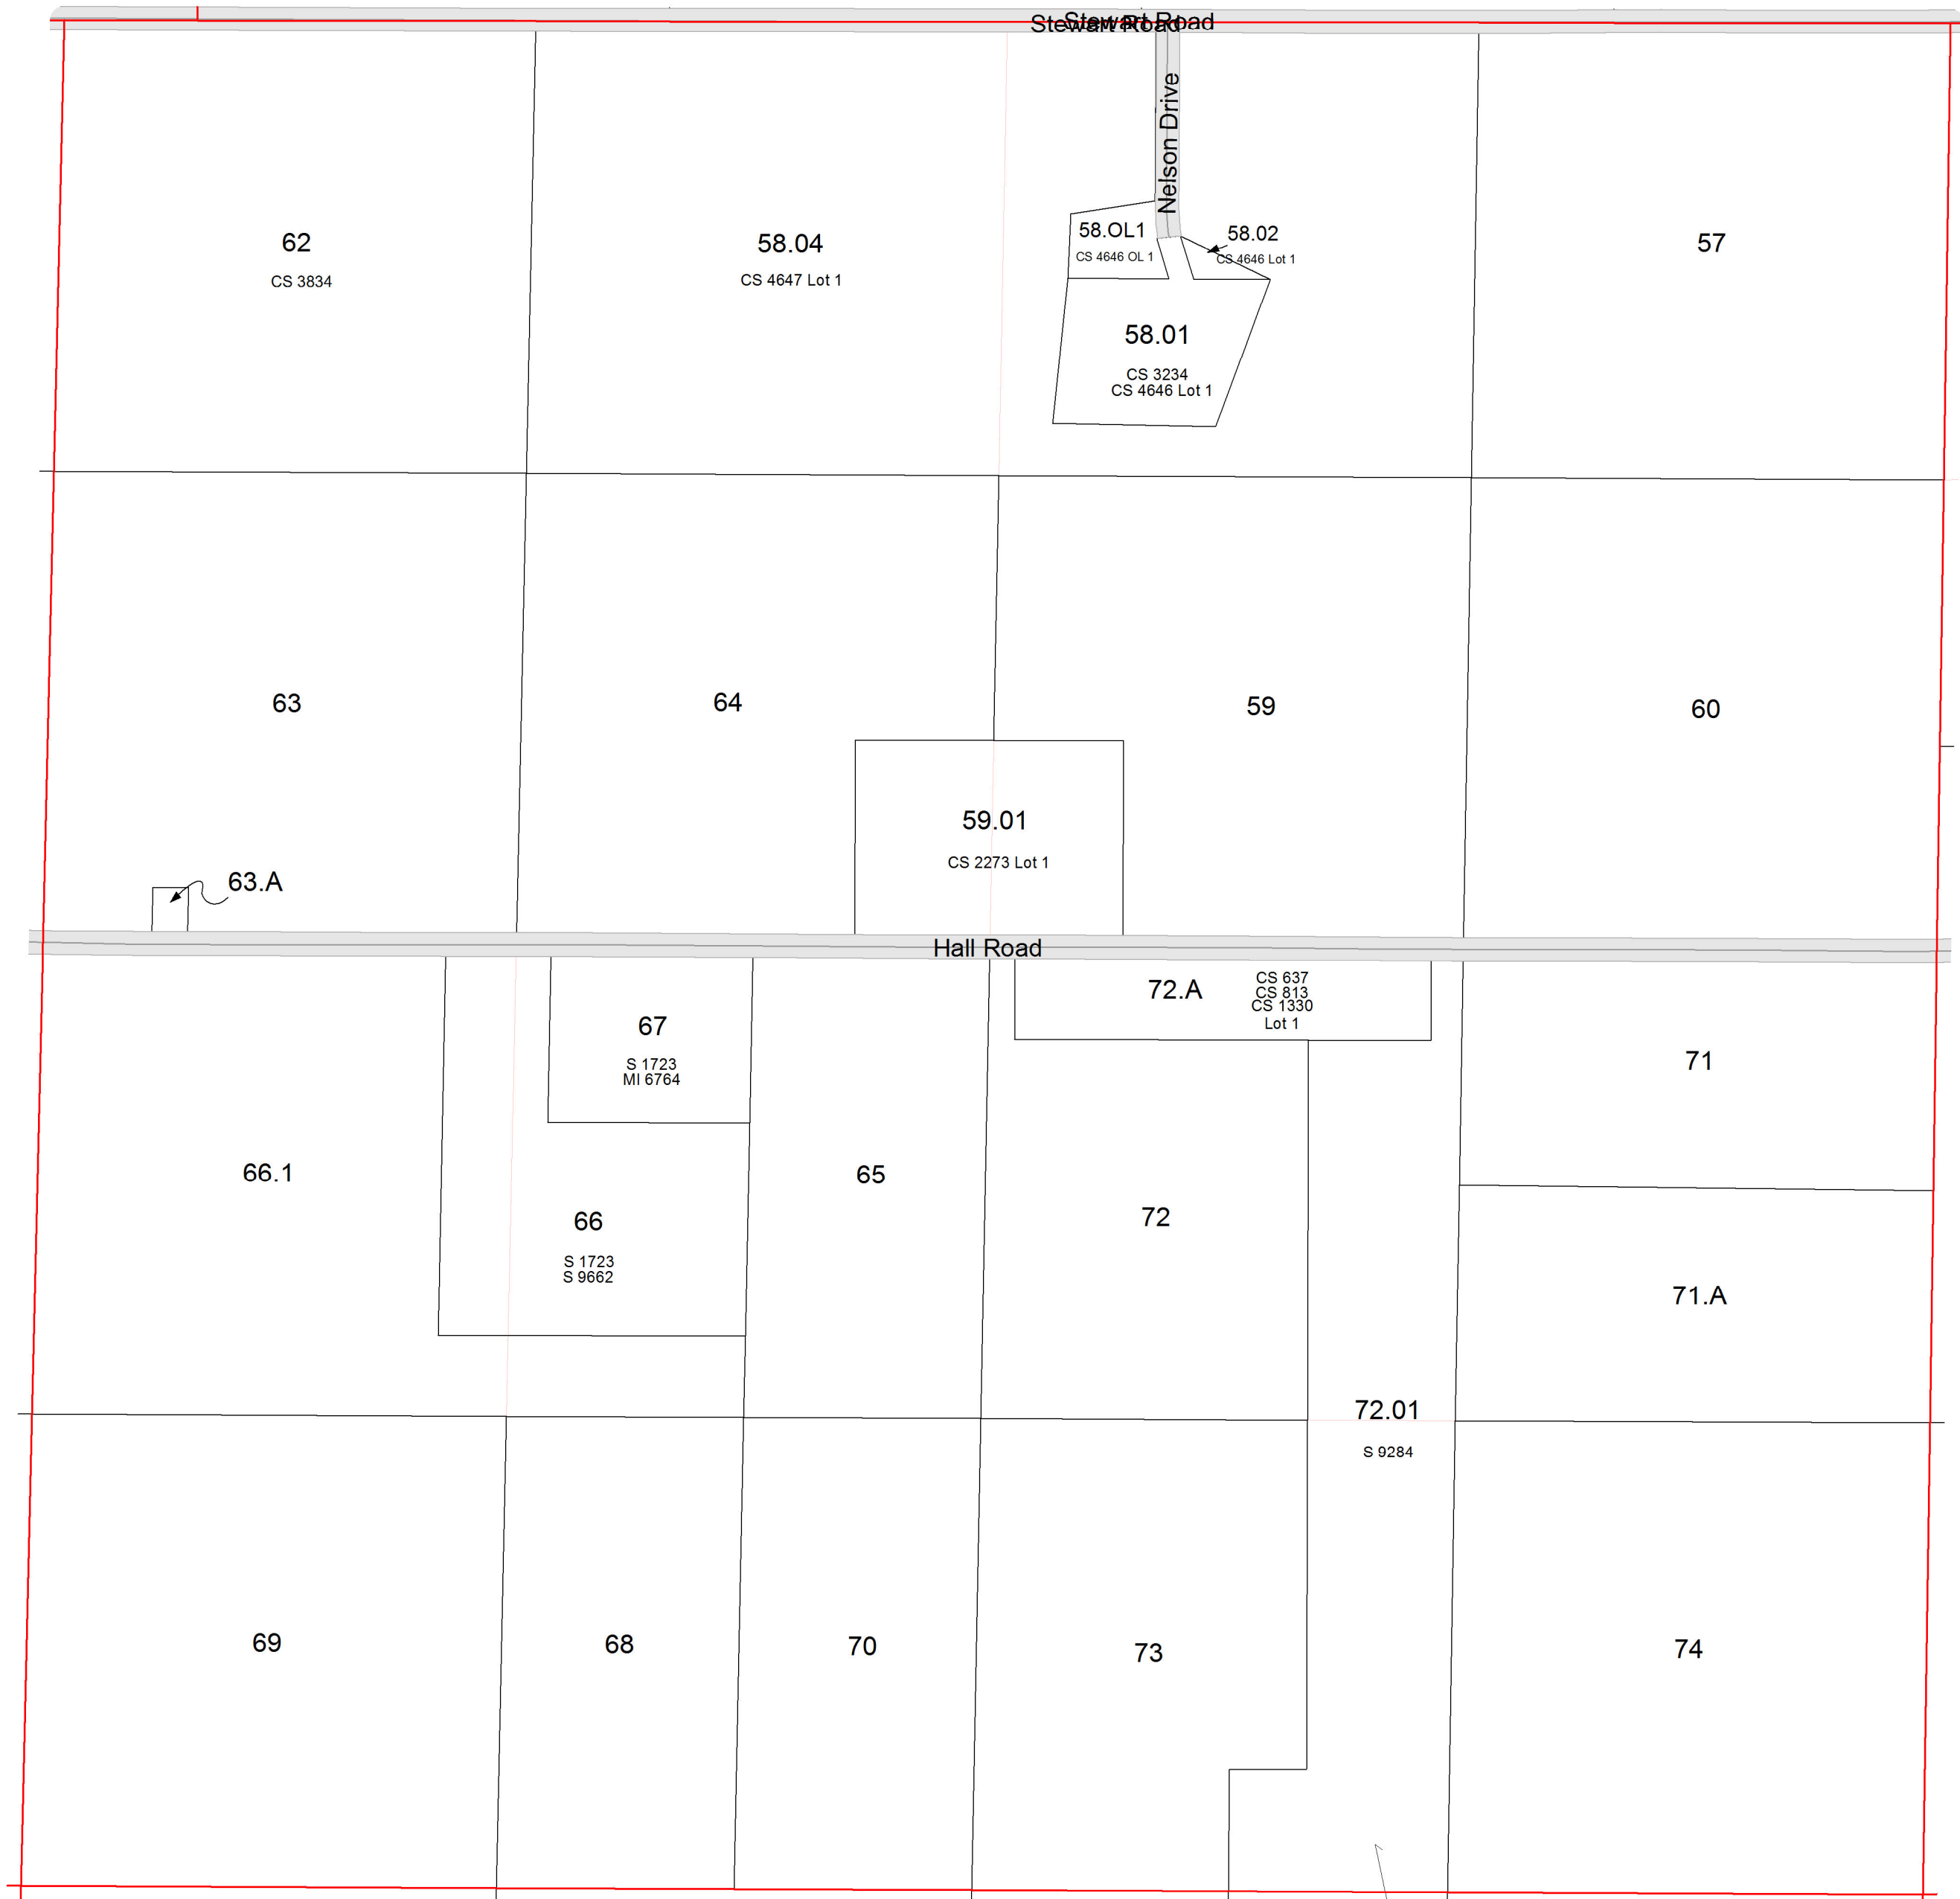 Stewart Road
Stewart Road
Nelson Drive
62
CS 3834
58.04
CS 4647 Lot 1
58.OL1
CS 4646 OL 1
58.02
CS 4646 Lot 1
57
58.01
CS 3234
CS 4646 Lot 1
63
64
59
60
59.01
CS 2273 Lot 1
63.A
Hall Road
72.A
CS 637
CS 813
CS 1330
Lot 1
67
S 1723
MI 6764
71
66.1
65
66
S 1723
S 9662
72
71.A
72.01
S 9284
69
68
70
73
74